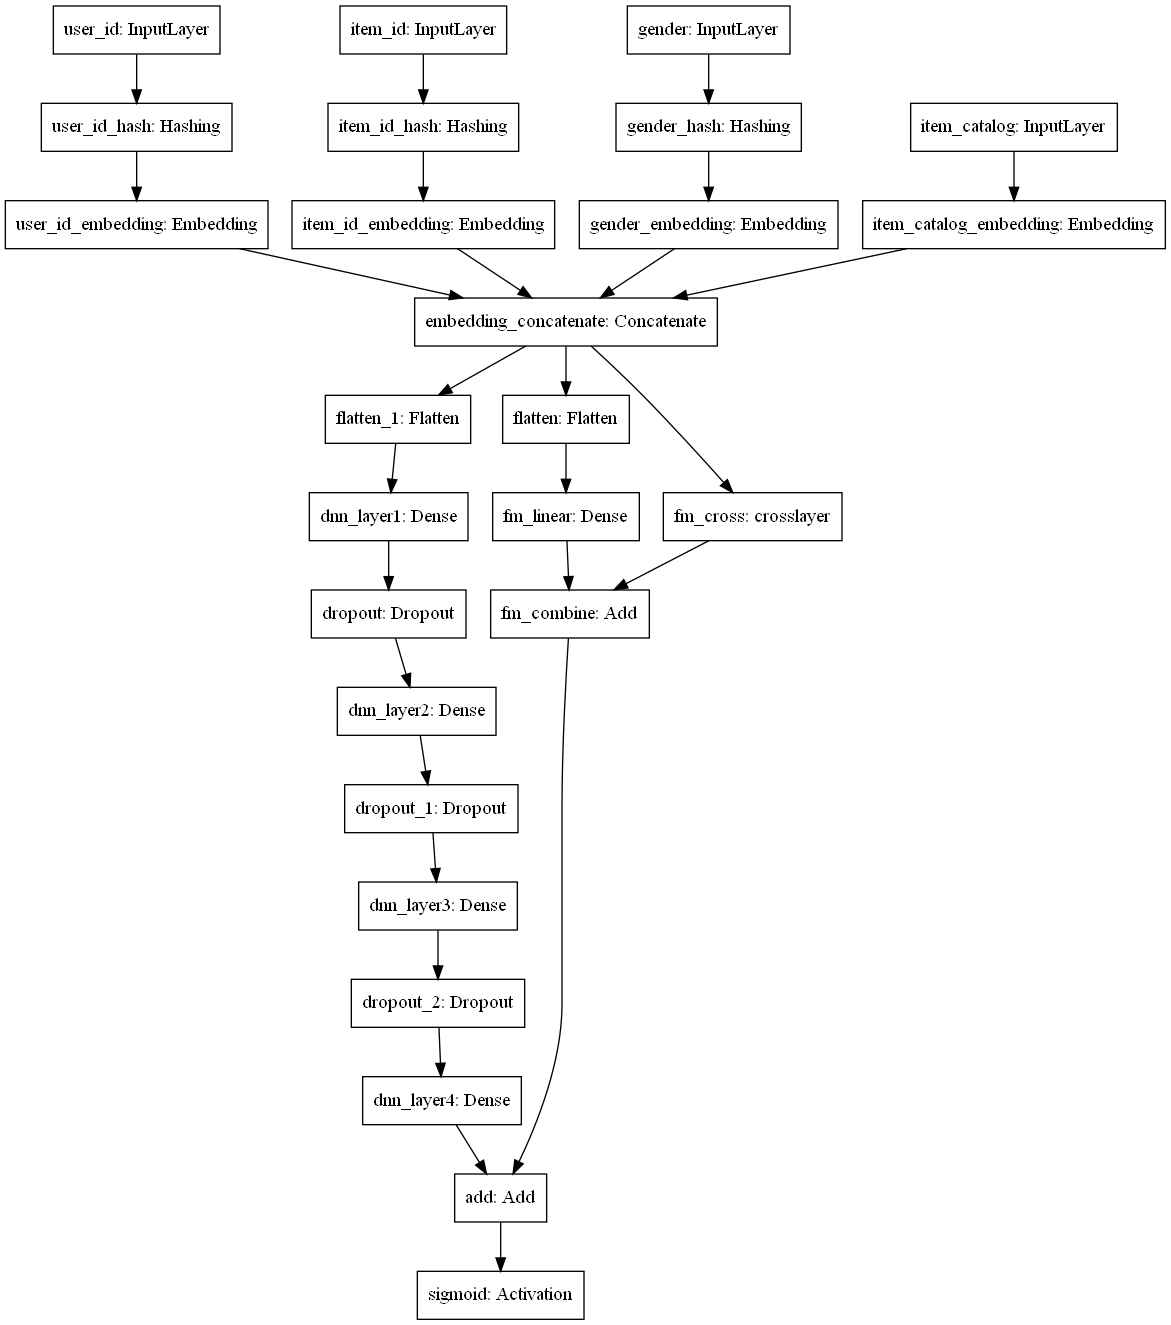 user_id: InputLayer
item_id: InputLayer
gender: InputLayer
user_id_hash: Hashing
item_id_hash: Hashing
gender_hash: Hashing
item_catalog: InputLayer
user_id_embedding: Embedding
item_id_embedding: Embedding
gender_embedding: Embedding
item_catalog_embedding: Embedding
embedding_concatenate: Concatenate
flatten_1: Flatten
flatten: Flatten
dnn_layer1: Dense
fm_linear: Dense
fm_cross: crosslayer
dropout: Dropout
fm_combine: Add
dnn_layer2: Dense
dropout_1: Dropout
dnn_layer3: Dense
dropout_2: Dropout
dnn_layer4: Dense
add: Add
sigmoid: Activation